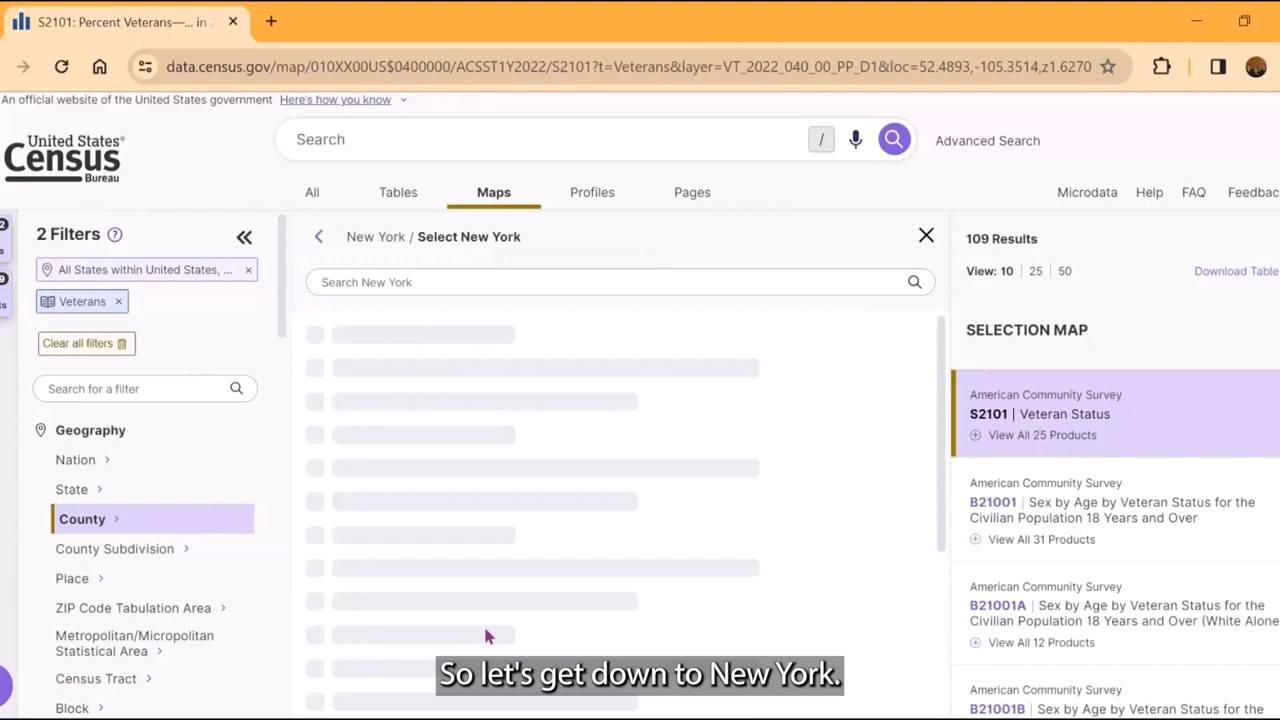 S2101: Percent Veterans—... in
data.census.gov/map/010XX00US$0400000/ACSST1Y2022/S2101?t=Veterans&layer=VT_2022_040_00_PP_D1&loc=52.4893,-105.3514,z1.6270
An official website of the United States government Here's how you know
United States®
Census
Bureau
Search
/
Advanced Search
All Tables Maps Profiles Pages
Microdata Help FAQ Feedbac
2 Filters ?
All States within United States, ... ×
Veterans ×
Clear all filters
Search for a filter
Geography
Nation
State
County
County Subdivision
Place
ZIP Code Tabulation Area
Metropolitan/Micropolitan
Statistical Area
Census Tract
Block
New York / Select New York
Search New York
109 Results
View: 10 | 25 | 50
Download Table
SELECTION MAP
American Community Survey
S2101 | Veteran Status
View All 25 Products
American Community Survey
B21001 | Sex by Age by Veteran Status for the
Civilian Population 18 Years and Over
View All 31 Products
American Community Survey
B21001A | Sex by Age by Veteran Status for the
Civilian Population 18 Years and Over (White Alone
View All 12 Products
American Community Survey
B21001B | Sex by Age by Veteran Status for the
So let's get down to New York.